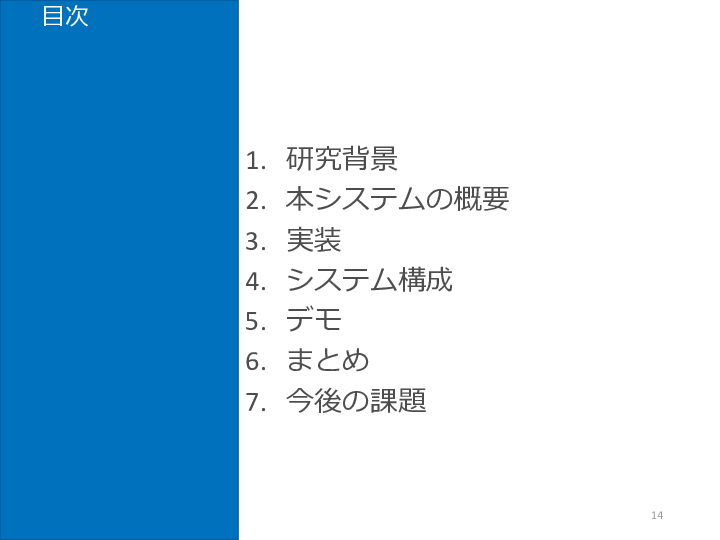 目次
1. 研究背景
2. 本システムの概要
3. 実装
4. システム構成
5. デモ
6. まとめ
7. 今後の課題
14